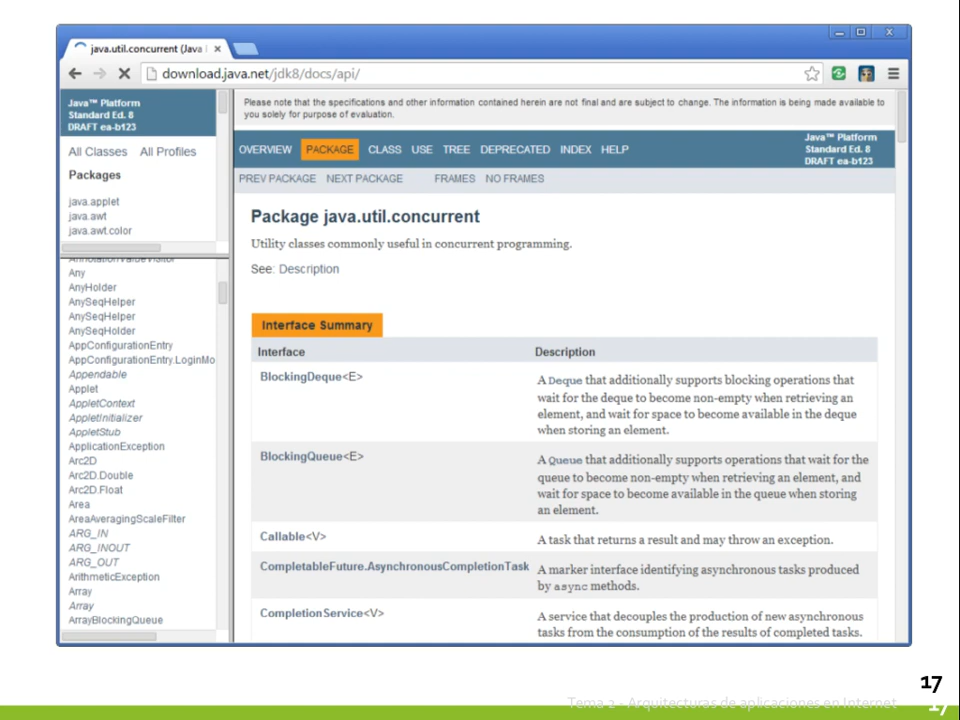 java.util.concurrent (Java
download.java.net/jdk8/docs/api/
Java™ Platform
Standard Ed. 8
DRAFT ea-b123
All Classes All Profiles
Packages
java.applet
java.awt
java.awt.color
AnnotationValueVisitor
Any
AnyHolder
AnySeqHelper
AnySeqHelper
AnySeqHolder
AppConfigurationEntry
AppConfigurationEntry.LoginMo
Appendable
Applet
AppletContext
AppletInitializer
AppletStub
ApplicationException
Arc2D
Arc2D.Double
Arc2D.Float
Area
AreaAveragingScaleFilter
ARG_IN
ARG_INOUT
ARG_OUT
ArithmeticException
Array
Array
ArrayBlockingQueue
Please note that the specifications and other information contained herein are not final and are subject to change. The information is being made available to
you solely for purpose of evaluation.
OVERVIEW PACKAGE CLASS USE TREE DEPRECATED INDEX HELP
Java™ Platform
Standard Ed. 8
DRAFT ea-b123
PREV PACKAGE NEXT PACKAGE FRAMES NO FRAMES
Package java.util.concurrent
Utility classes commonly useful in concurrent programming.
See: Description
Interface Summary
Interface Description
BlockingDeque<E>
A Deque that additionally supports blocking operations that
wait for the deque to become non-empty when retrieving an
element, and wait for space to become available in the deque
when storing an element.
BlockingQueue<E>
A Queue that additionally supports operations that wait for the
queue to become non-empty when retrieving an element, and
wait for space to become available in the queue when storing
an element.
Callable<V>
A task that returns a result and may throw an exception.
CompletableFuture.AsynchronousCompletionTask
A marker interface identifying asynchronous tasks produced
by async methods.
CompletionService<V>
A service that decouples the production of new asynchronous
tasks from the consumption of the results of completed tasks.
17
Tema 2 - Arquitecturas de aplicaciones en Internet
17